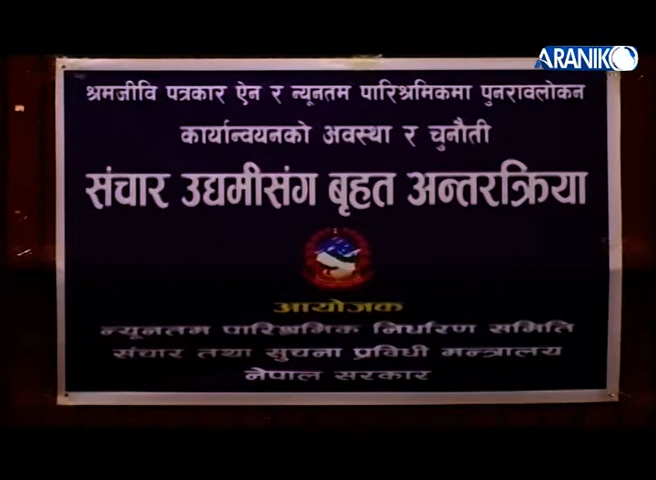 ARANIKO
श्रमजीवि पत्रकार ऐन र न्यूनतम पारिश्रमिकमा पुनरावलोकन
कार्यान्वयनको अवस्था र चुनौती
संचार उद्यमीसंग बृहत अन्तरक्रिया
आयोजक
न्यूनतम पारिश्रमिक निर्धारण समिति
संचार तथा सुचना प्रविधी मन्त्रालय
नेपाल सरकार